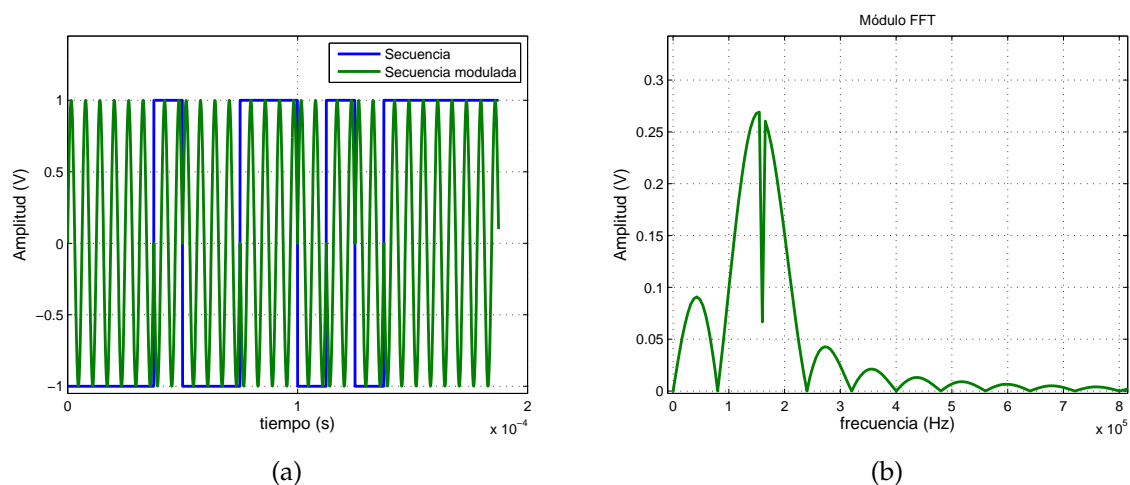 Secuencia
Secuencia modulada
Amplitud (V)
1
0.5
0
−0.5
−1
0
1
2
tiempo (s)
x 10−4
(a)
Módulo FFT
Amplitud (V)
0.3
0.25
0.2
0.15
0.1
0.05
0
0
1
2
3
4
5
6
7
8
frecuencia (Hz)
x 10⁵
(b)